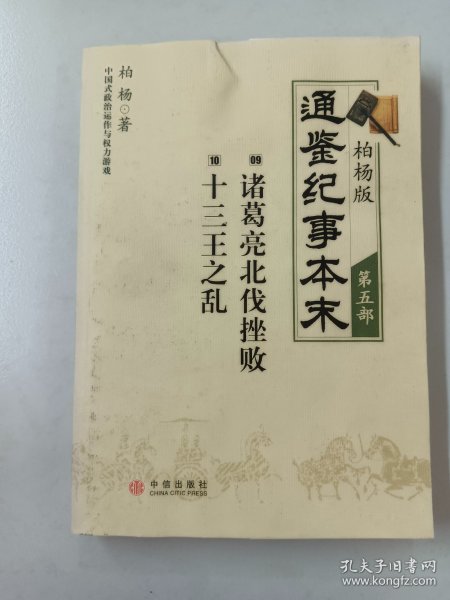 通鉴纪事本末
柏杨版
第五部
09
诸葛亮北伐挫败
10
十三王之乱
柏杨·著
中国式政治运作与权力游戏
中信出版社
CHINA CITIC PRESS
孔夫子旧书网
www.kongfz.com